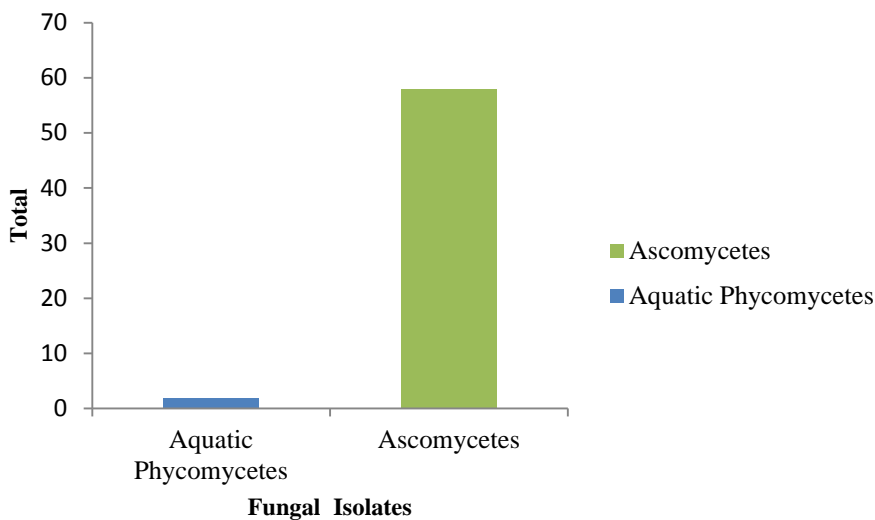 70
60
50
40
30
20
10
0
Total
Aquatic
Phycomycetes
Ascomycetes
Fungal Isolates
Ascomycetes
Aquatic Phycomycetes